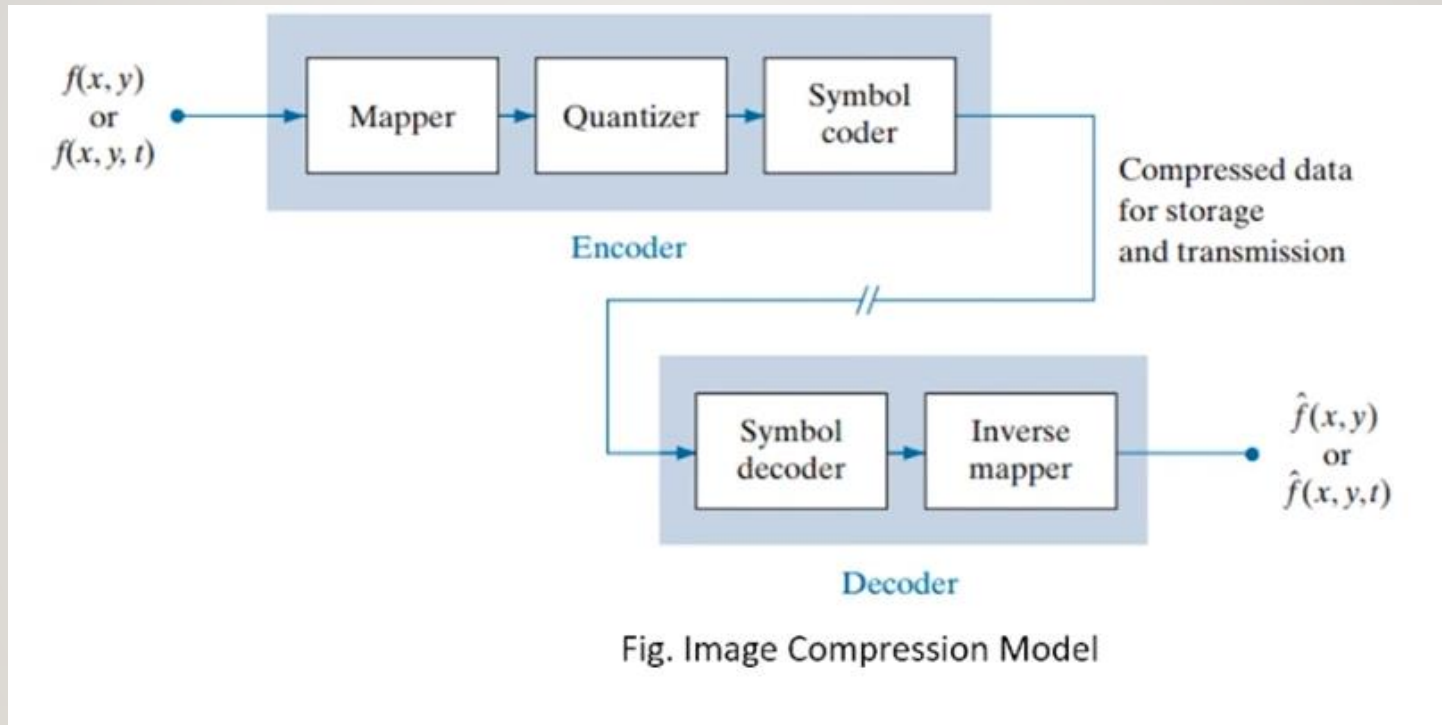 f(x, y)
or
f(x, y, t)
Mapper
Quantizer
Symbol
coder
Encoder
Compressed data
for storage
and transmission
Symbol
decoder
Inverse
mapper
Decoder
f̂(x,y)
or
f̂(x, y,t)
Fig. Image Compression Model